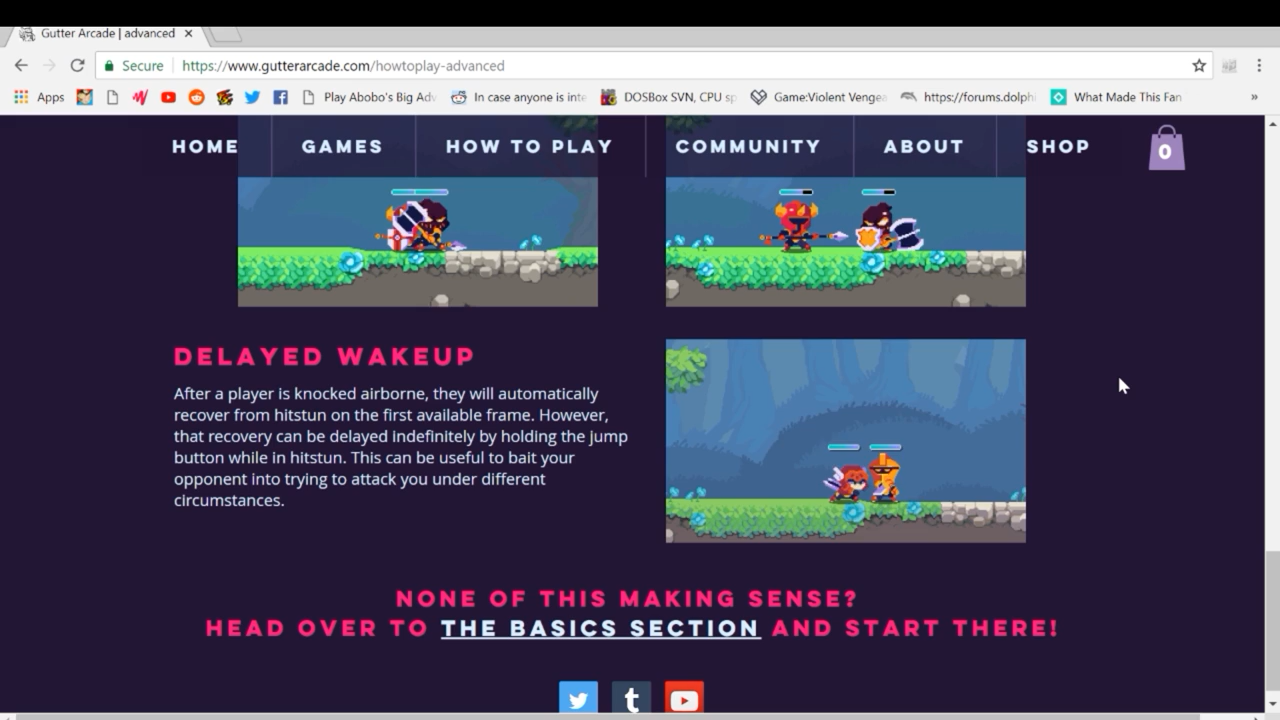 Gutter Arcade | advanced
Secure https://www.gutterarcade.com/howtoplay-advanced
Apps Play Abobo's Big Adv In case anyone is inte DOSBox SVN, CPU sp Game:Violent Vengea https://forums.dolphi What Made This Fan »
HOME GAMES HOW TO PLAY COMMUNITY ABOUT SHOP 0
DELAYED WAKEUP
After a player is knocked airborne, they will automatically
recover from hitstun on the first available frame. However,
that recovery can be delayed indefinitely by holding the jump
button while in hitstun. This can be useful to bait your
opponent into trying to attack you under different
circumstances.
NONE OF THIS MAKING SENSE?
HEAD OVER TO THE BASICS SECTION AND START THERE!